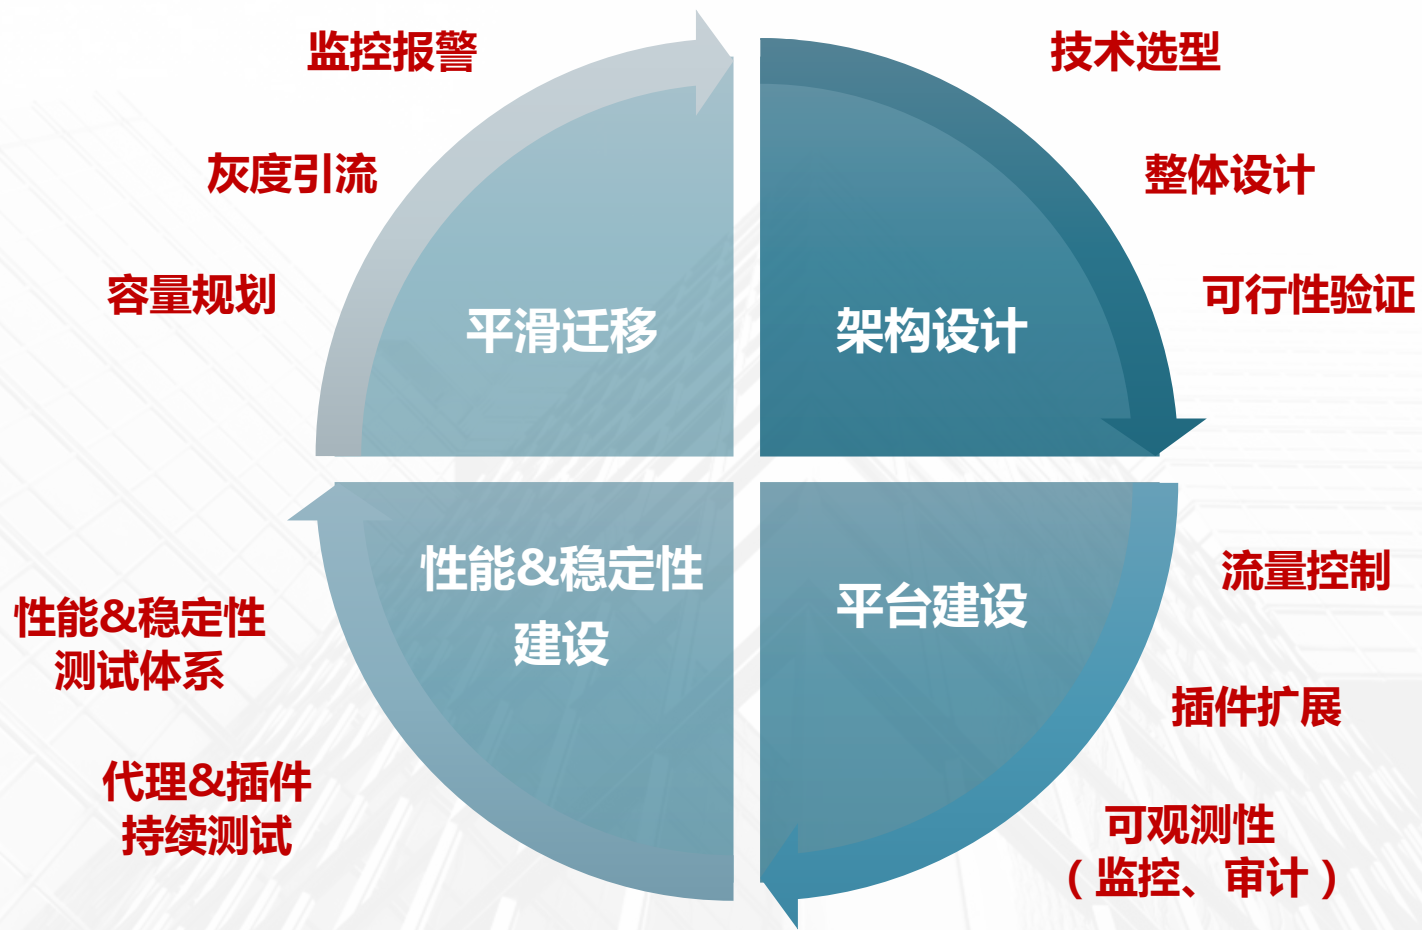 监控报警
技术选型
灰度引流
整体设计
容量规划
可行性验证
平滑迁移
架构设计
性能&稳定性
建设
平台建设
流量控制
性能&稳定性
测试体系
插件扩展
代理&插件
持续测试
可观测性
（监控、审计）